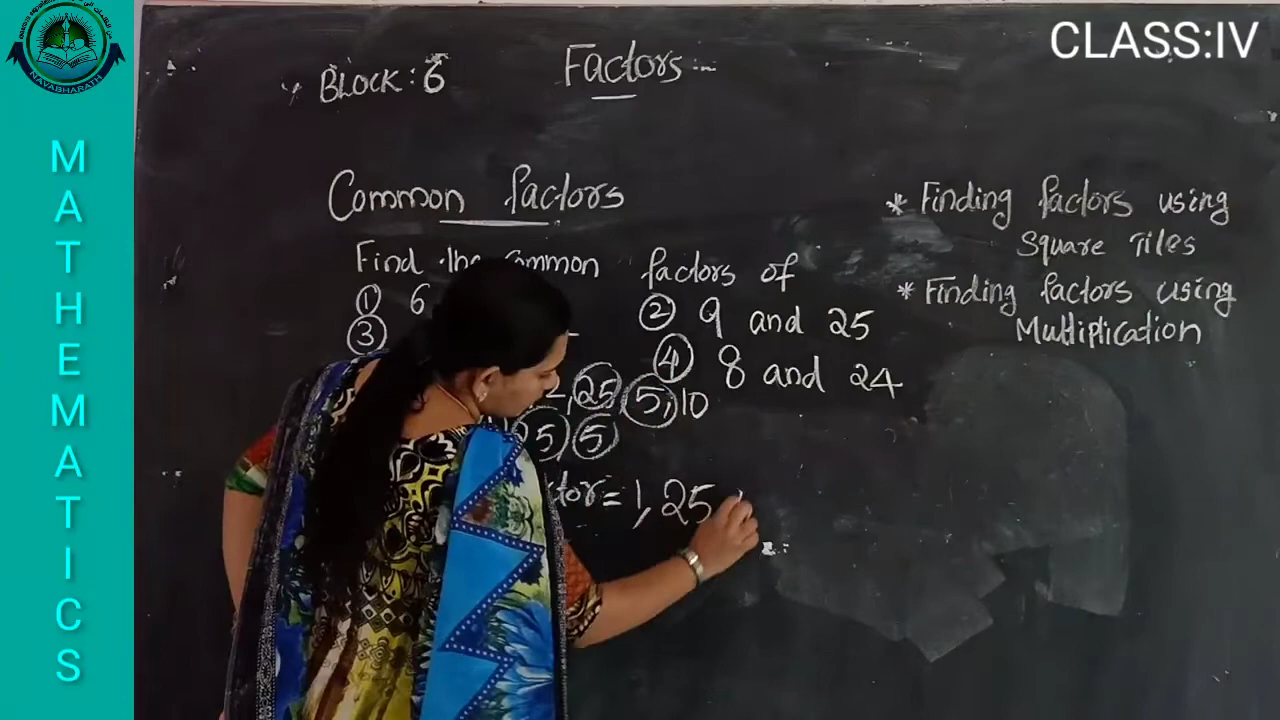 CLASS:IV
NAVABHARATH
MATHEMATICS
BLOCK: 6
Factors
Common factors
Find the common factors of
① 6
② 9 and 25
③
④ 8 and 24
25, 5, 10
5, 5
= 1, 25
* Finding factors using
Square Tiles
* Finding factors using
Multiplication